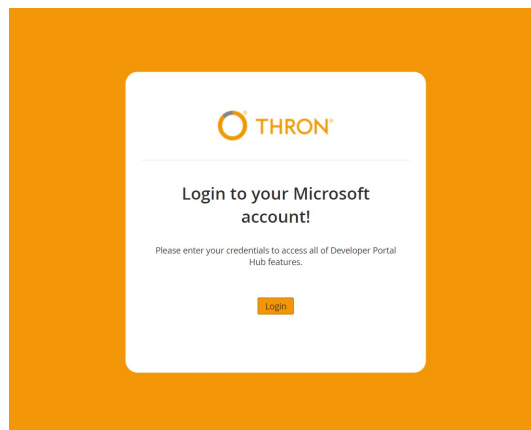 THRON
Login to your Microsoft
account!
Please enter your credentials to access all of Developer Portal
Hub features.
Login